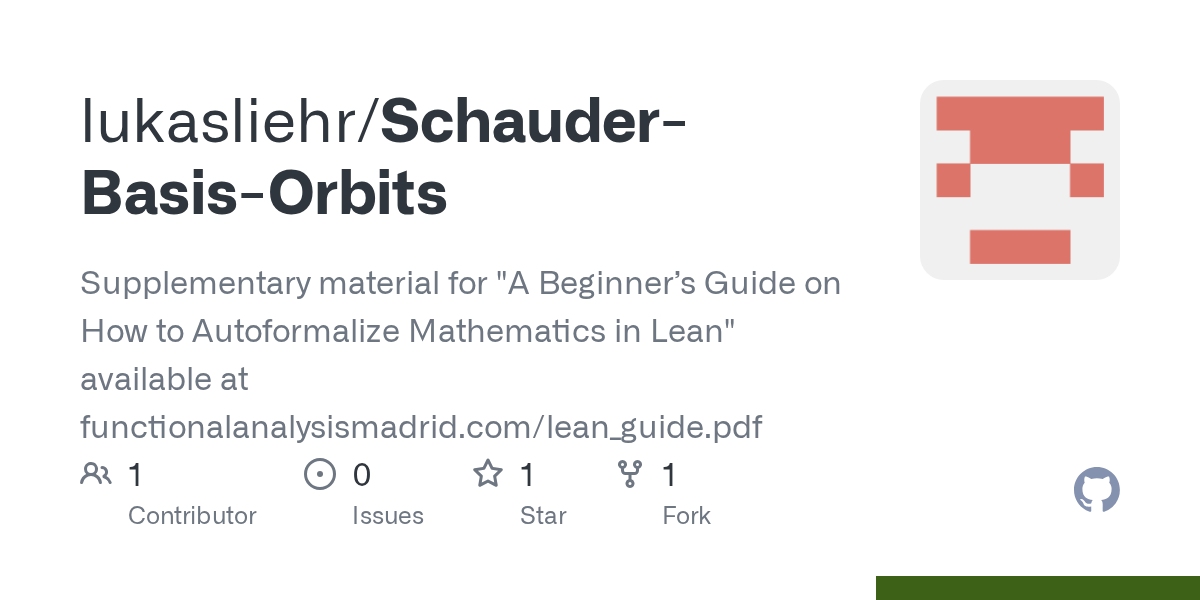 lukasliehr/Schauder-
Basis-Orbits
Supplementary material for "A Beginner’s Guide on
How to Autoformalize Mathematics in Lean"
available at
functionalanalysismadrid.com/lean_guide.pdf
1 0 1 1
Contributor Issues Star Fork